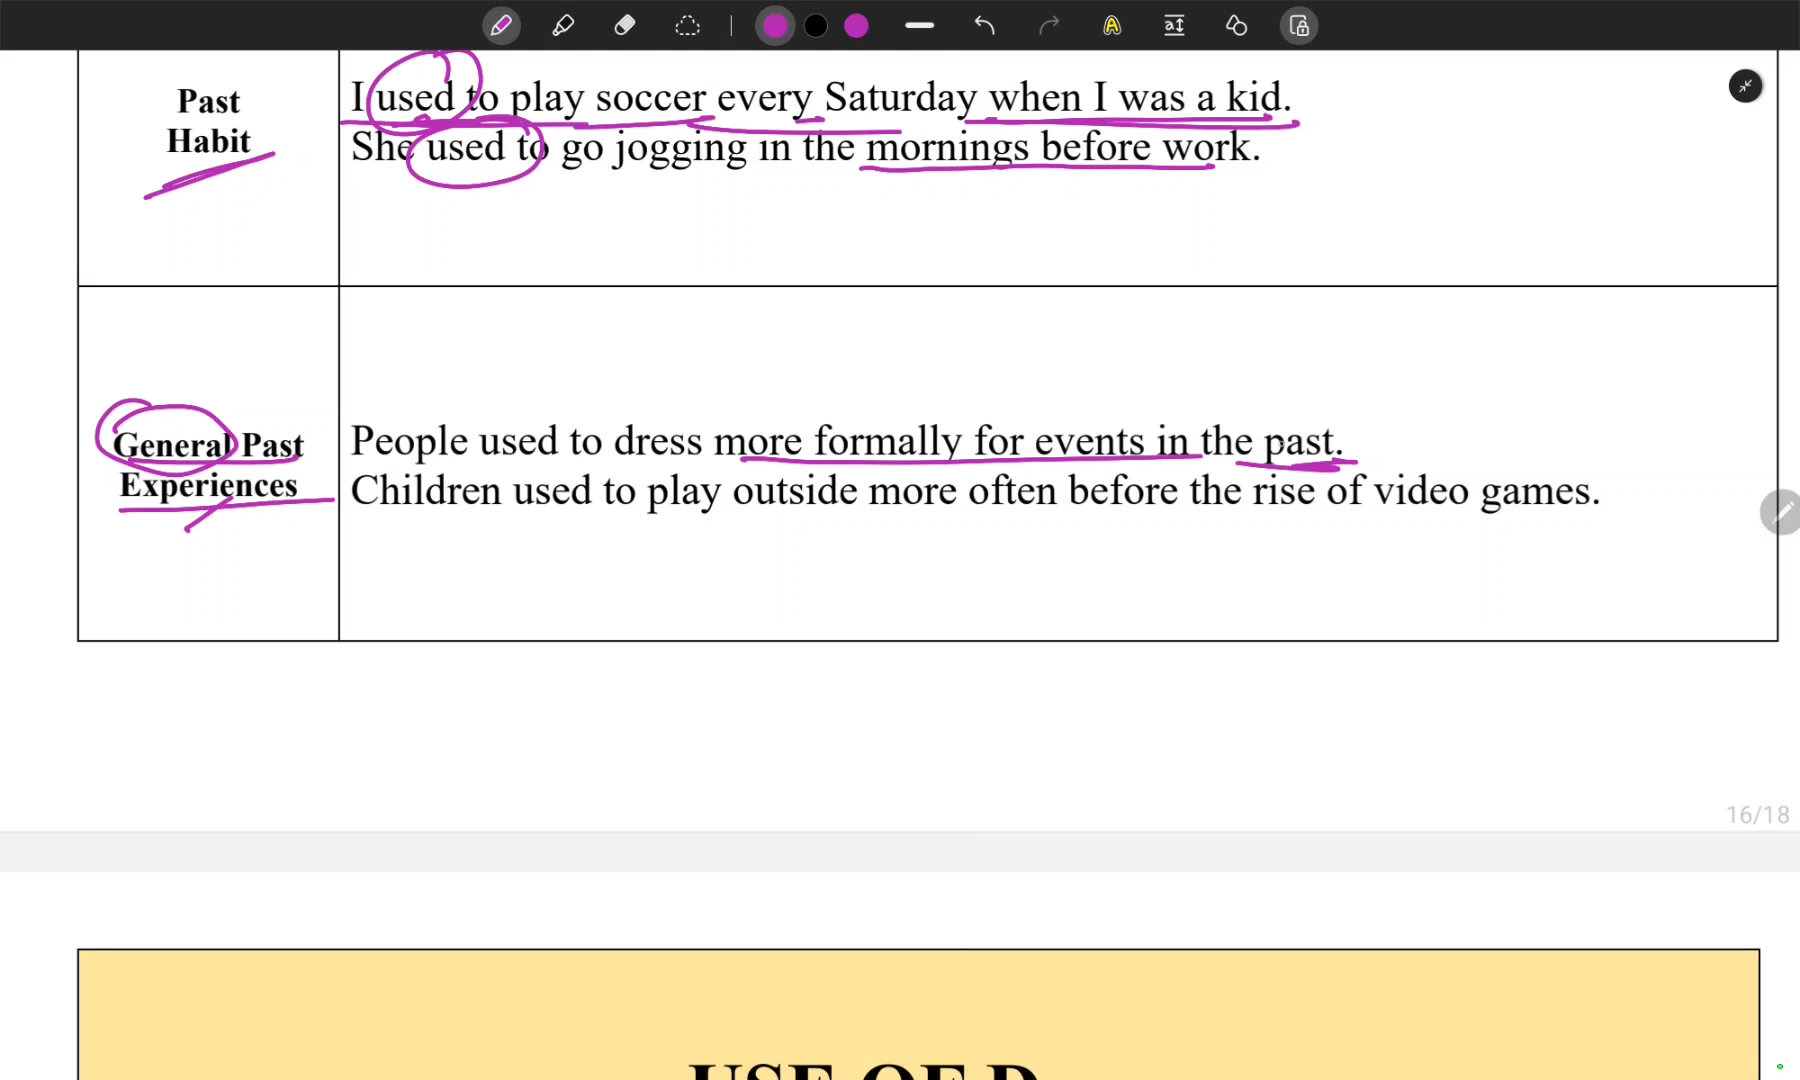 Past
Habit
I used to play soccer every Saturday when I was a kid.
She used to go jogging in the mornings before work.
General Past
Experiences
People used to dress more formally for events in the past.
Children used to play outside more often before the rise of video games.
16/18
USE OF